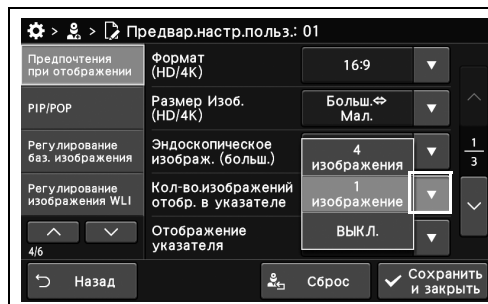 > > Предвар.настр.польз.: 01
Предпочтения
при отображении
PIP/POP
Регулирование
баз. изображения
Регулирование
изображения WLI
4/6
Формат
(HD/4K)
16:9
Размер Изоб.
(HD/4K)
Больш.⇔
Мал.
Эндоскопическое
изображ. (больш.)
Кол-во.изображений
отобр. в указателе
Отображение
указателя
4
изображения
1
изображение
ВЫКЛ.
1
3
Назад
Сброс
Сохранить
и закрыть